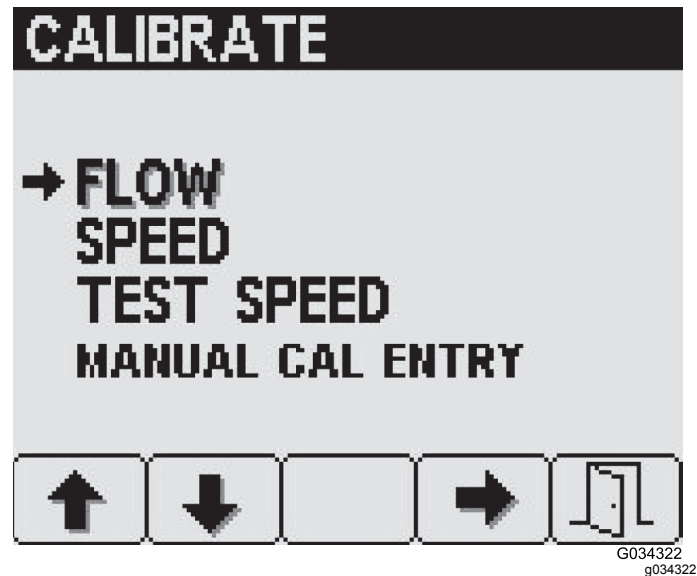 CALIBRATE
FLOW
SPEED
TEST SPEED
MANUAL CAL ENTRY
G034322
g034322